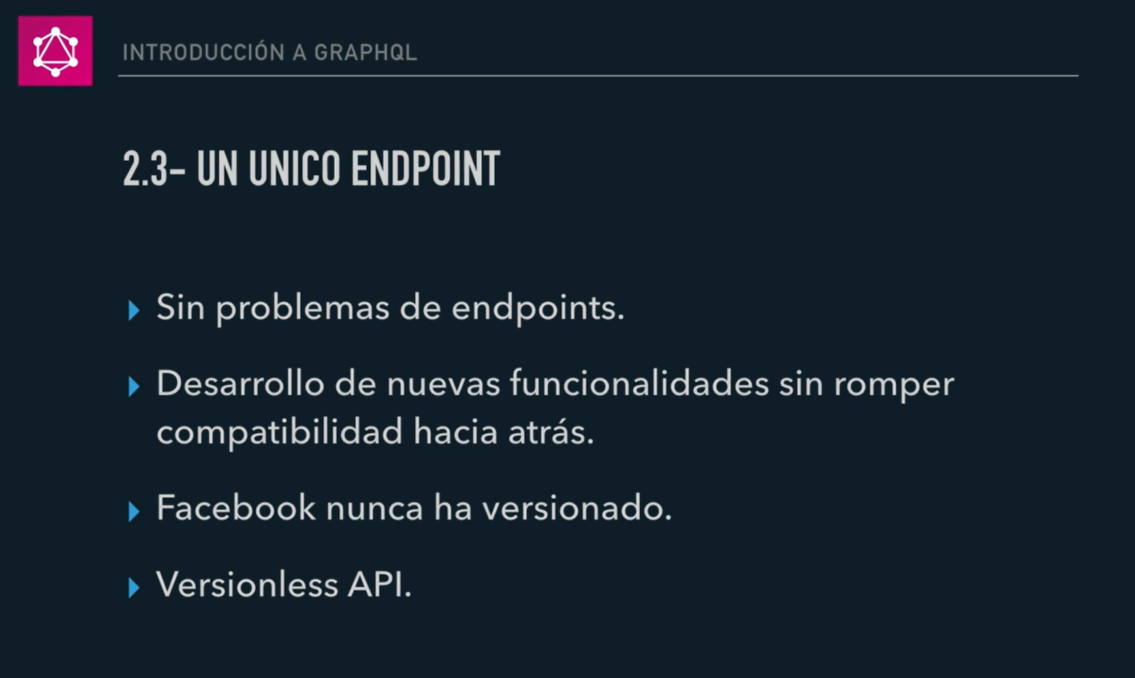 INTRODUCCIÓN A GRAPHQL
2.3- UN UNICO ENDPOINT
Sin problemas de endpoints.
Desarrollo de nuevas funcionalidades sin romper
compatibilidad hacia atrás.
Facebook nunca ha versionado.
Versionless API.